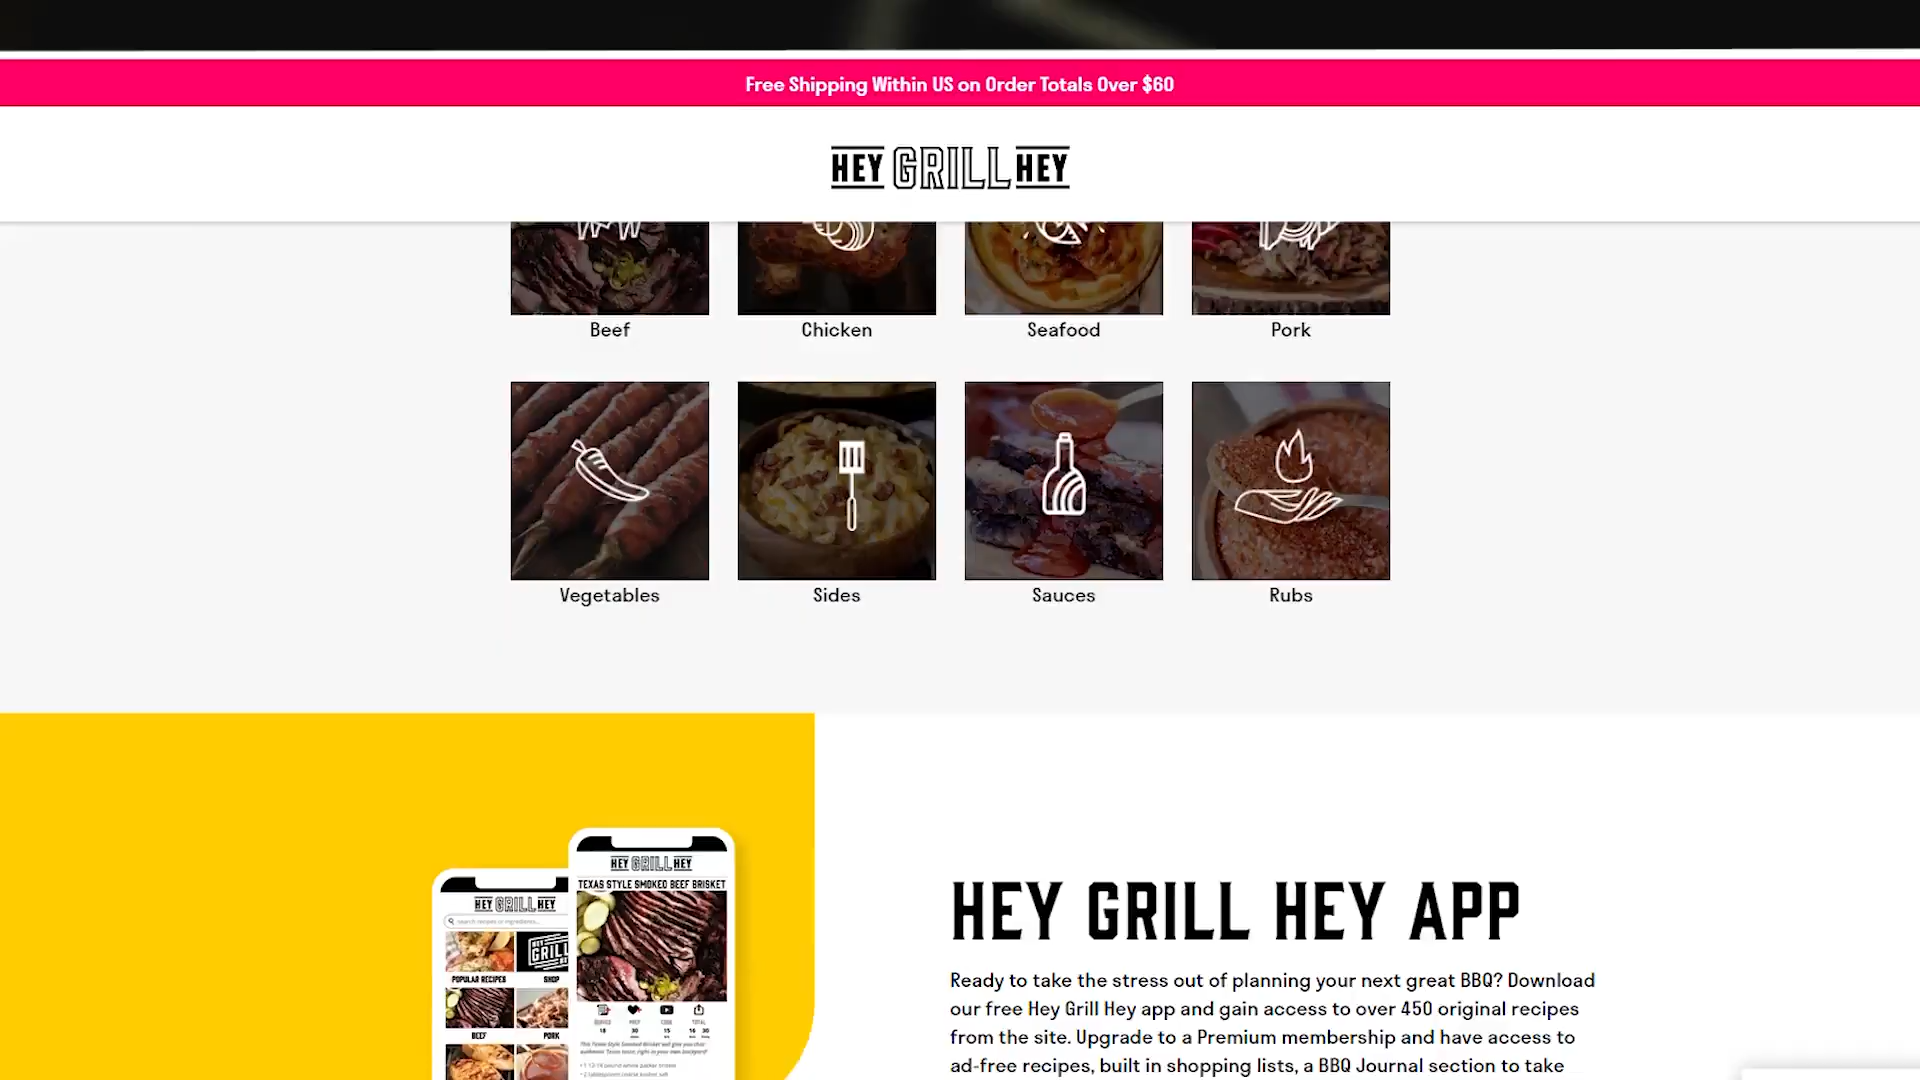 Free Shipping Within US on Order Totals Over $60
HEY GRILL HEY
Beef
Chicken
Seafood
Pork
Vegetables
Sides
Sauces
Rubs
HEY GRILL HEY
TEXAS STYLE SMOKED BEEF BRISKET
HEY GRILL HEY
search recipes or ingredients...
POPULAR RECIPES
SHOP
BEEF
PORK
HEY GRILL HEY APP
Ready to take the stress out of planning your next great BBQ? Download
our free Hey Grill Hey app and gain access to over 450 original recipes
from the site. Upgrade to a Premium membership and have access to
ad-free recipes, built in shopping lists, a BBQ Journal section to take